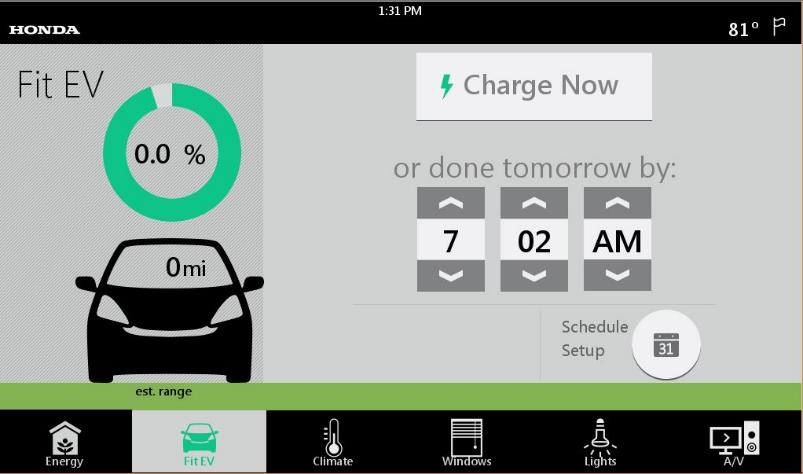 1:31 PM
HONDA
81°
Fit EV
0.0 %
0mi
est. range
Charge Now
or done tomorrow by:
7 02 AM
Schedule
Setup
31
Energy
Fit EV
Climate
Windows
Lights
A/V